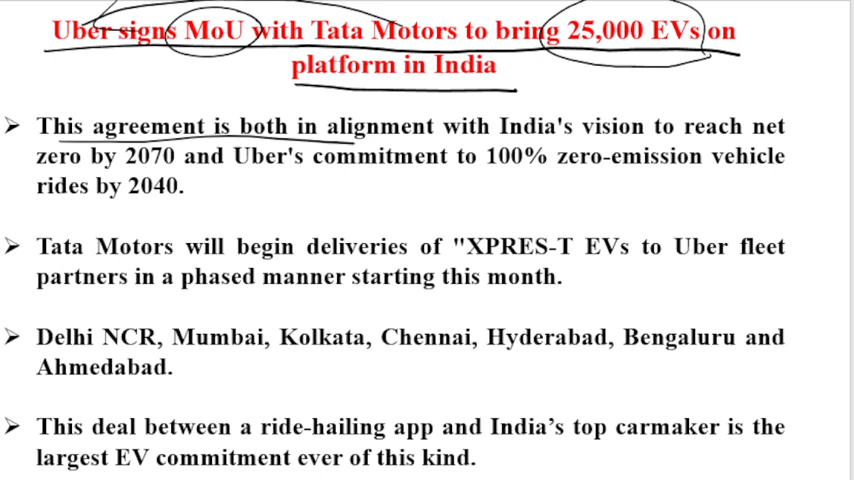 Uber signs MoU with Tata Motors to bring 25,000 EVs on
platform in India
➢ This agreement is both in alignment with India's vision to reach net
zero by 2070 and Uber's commitment to 100% zero-emission vehicle
rides by 2040.
➢ Tata Motors will begin deliveries of "XPRES-T EVs to Uber fleet
partners in a phased manner starting this month.
➢ Delhi NCR, Mumbai, Kolkata, Chennai, Hyderabad, Bengaluru and
Ahmedabad.
➢ This deal between a ride-hailing app and India’s top carmaker is the
largest EV commitment ever of this kind.